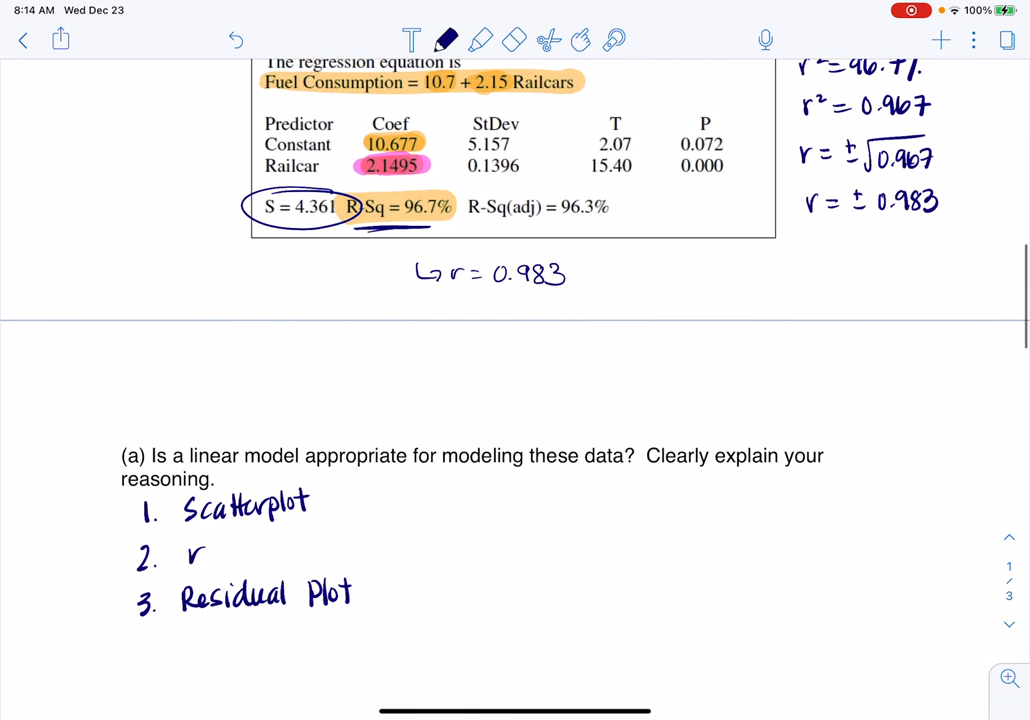 8:14 AM Wed Dec 23
100%
The regression equation is
Fuel Consumption = 10.7 + 2.15 Railcars
Predictor Coef StDev T P
Constant 10.677 5.157 2.07 0.072
Railcar 2.1495 0.1396 15.40 0.000
S = 4.361 R-Sq = 96.7% R-Sq(adj) = 96.3%
↳ r = 0.983
r² = 96.7%
r² = 0.967
r = ±√0.967
r = ± 0.983
(a) Is a linear model appropriate for modeling these data? Clearly explain your
reasoning.
1. Scatterplot
2. r
3. Residual Plot
1
/
3